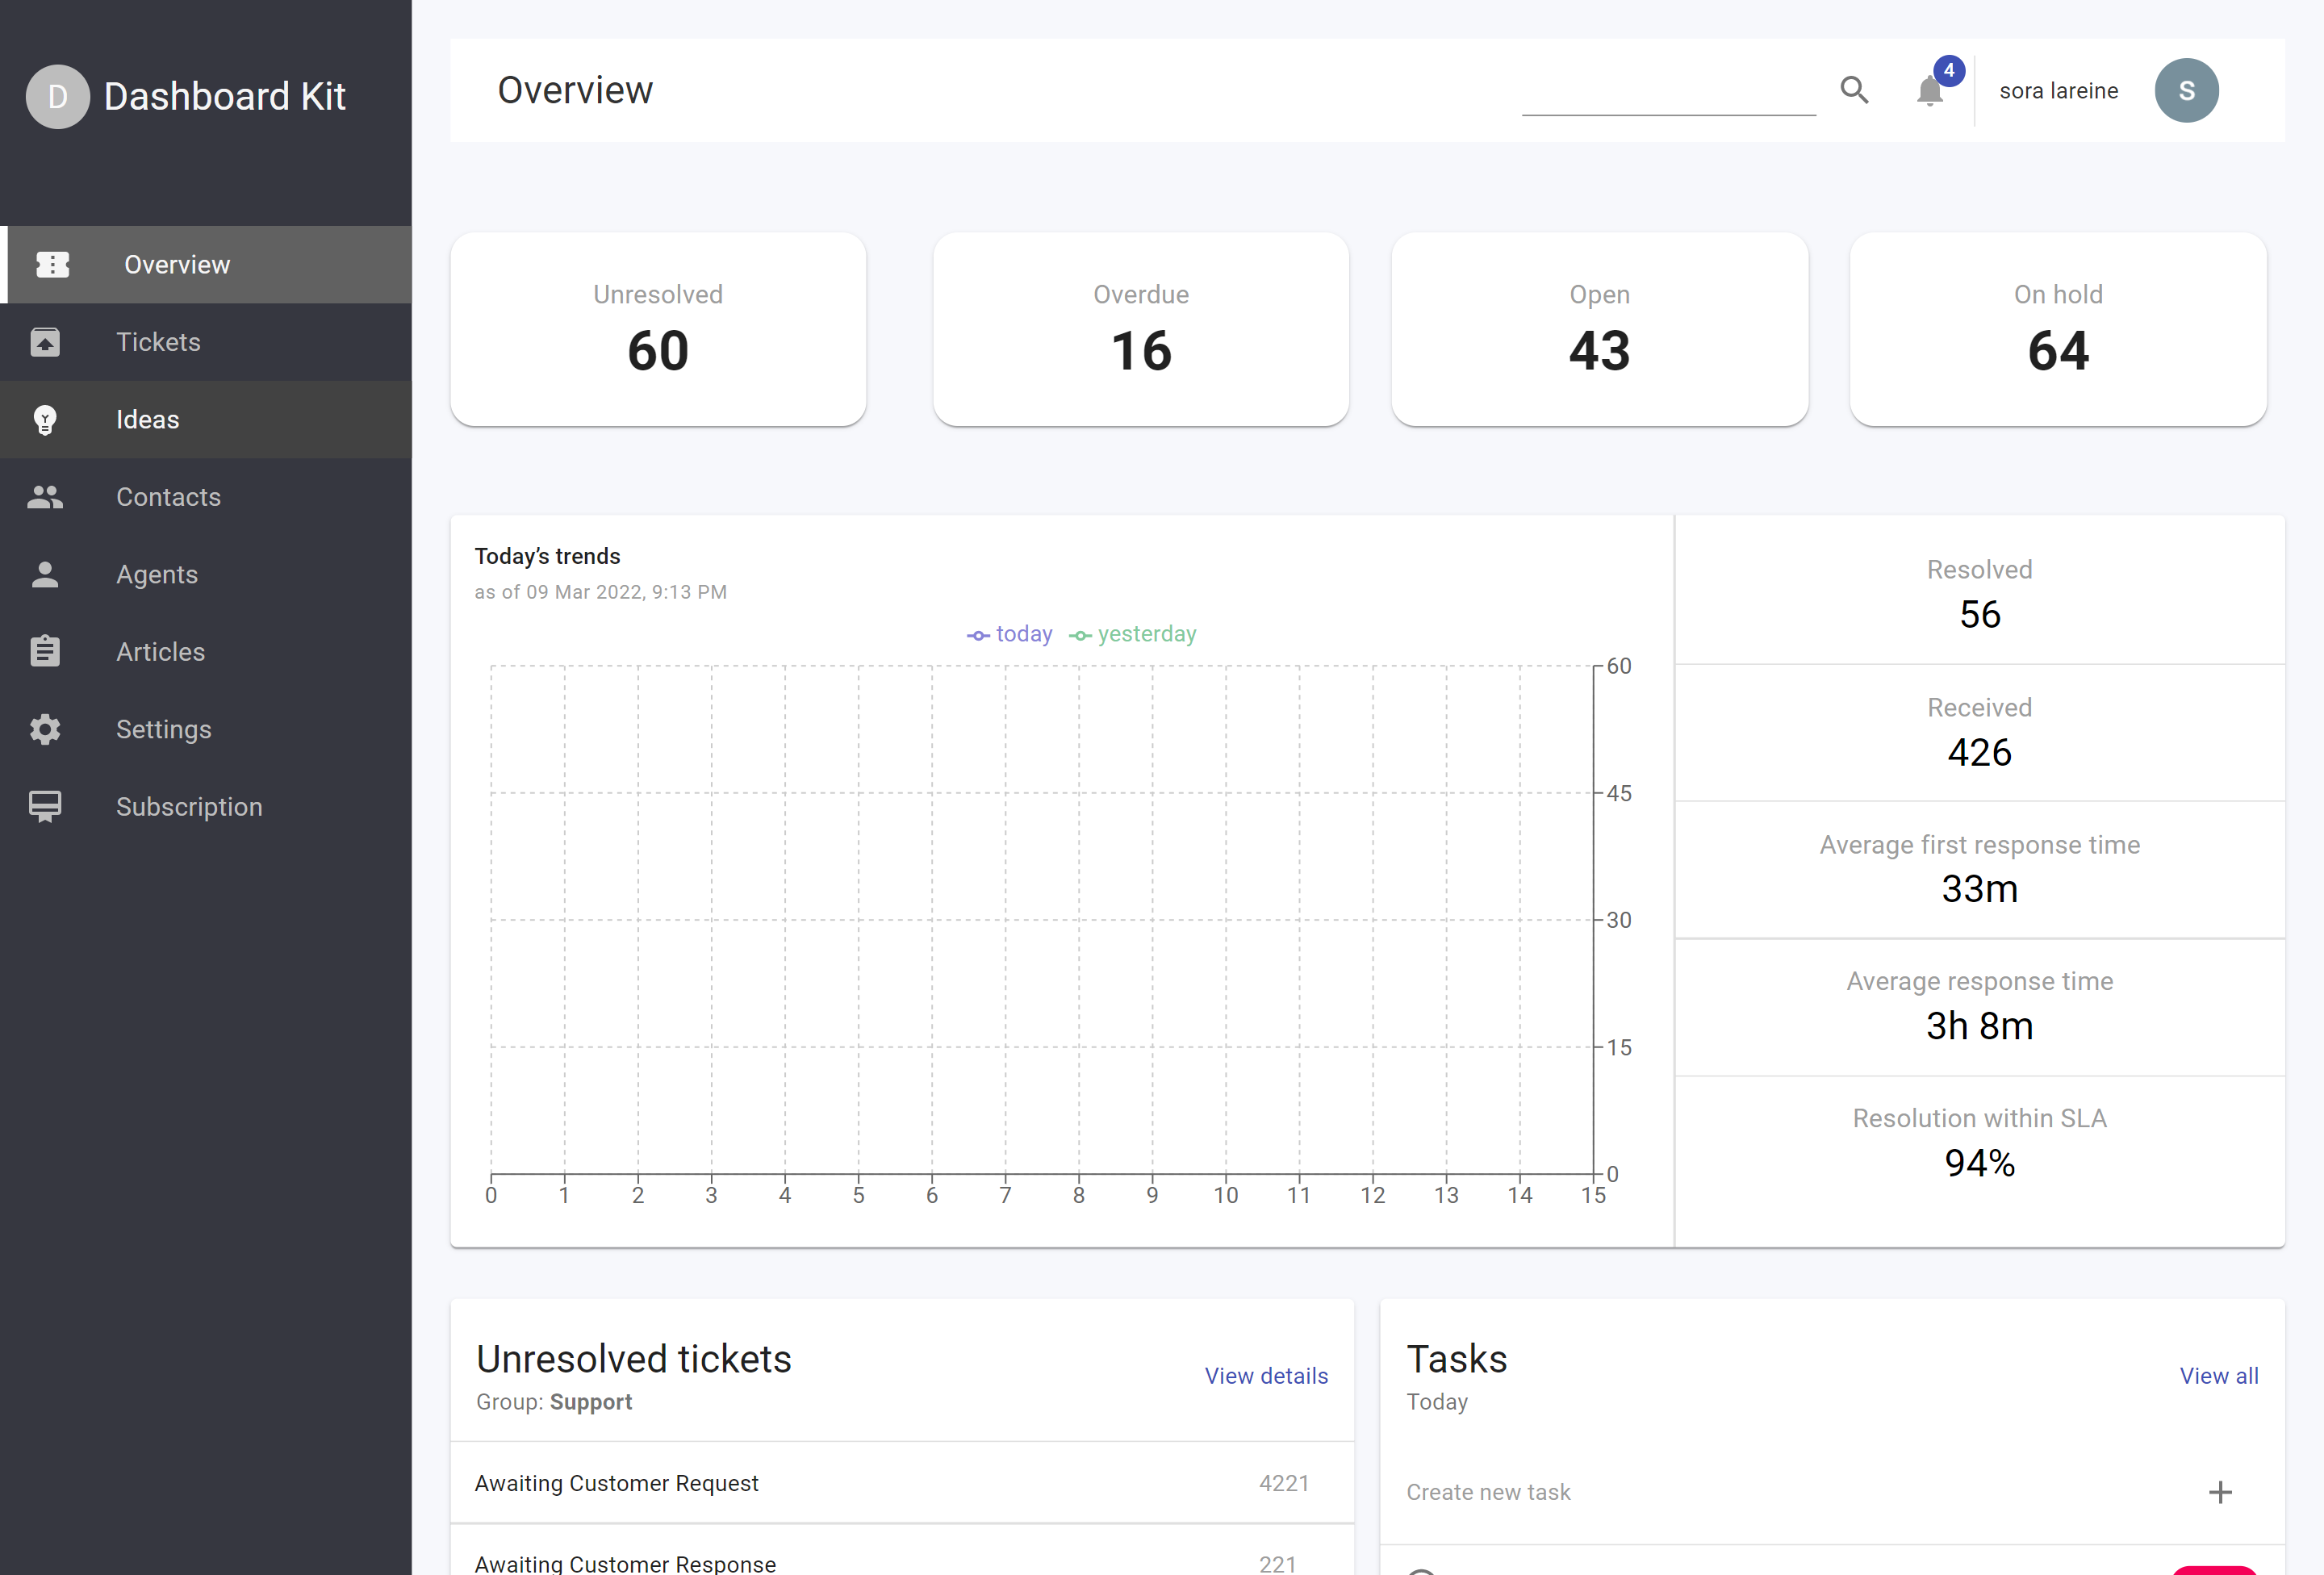 D Dashboard Kit
Overview
Tickets
Ideas
Contacts
Agents
Articles
Settings
Subscription
Overview
4
sora lareine
S
Unresolved
60
Overdue
16
Open
43
On hold
64
Today’s trends
as of 09 Mar 2022, 9:13 PM
today yesterday
60
45
30
15
0
0 1 2 3 4 5 6 7 8 9 10 11 12 13 14 15
Resolved
56
Received
426
Average first response time
33m
Average response time
3h 8m
Resolution within SLA
94%
Unresolved tickets
Group: Support
View details
Awaiting Customer Request 4221
Awaiting Customer Response 221
Tasks
Today
View all
Create new task